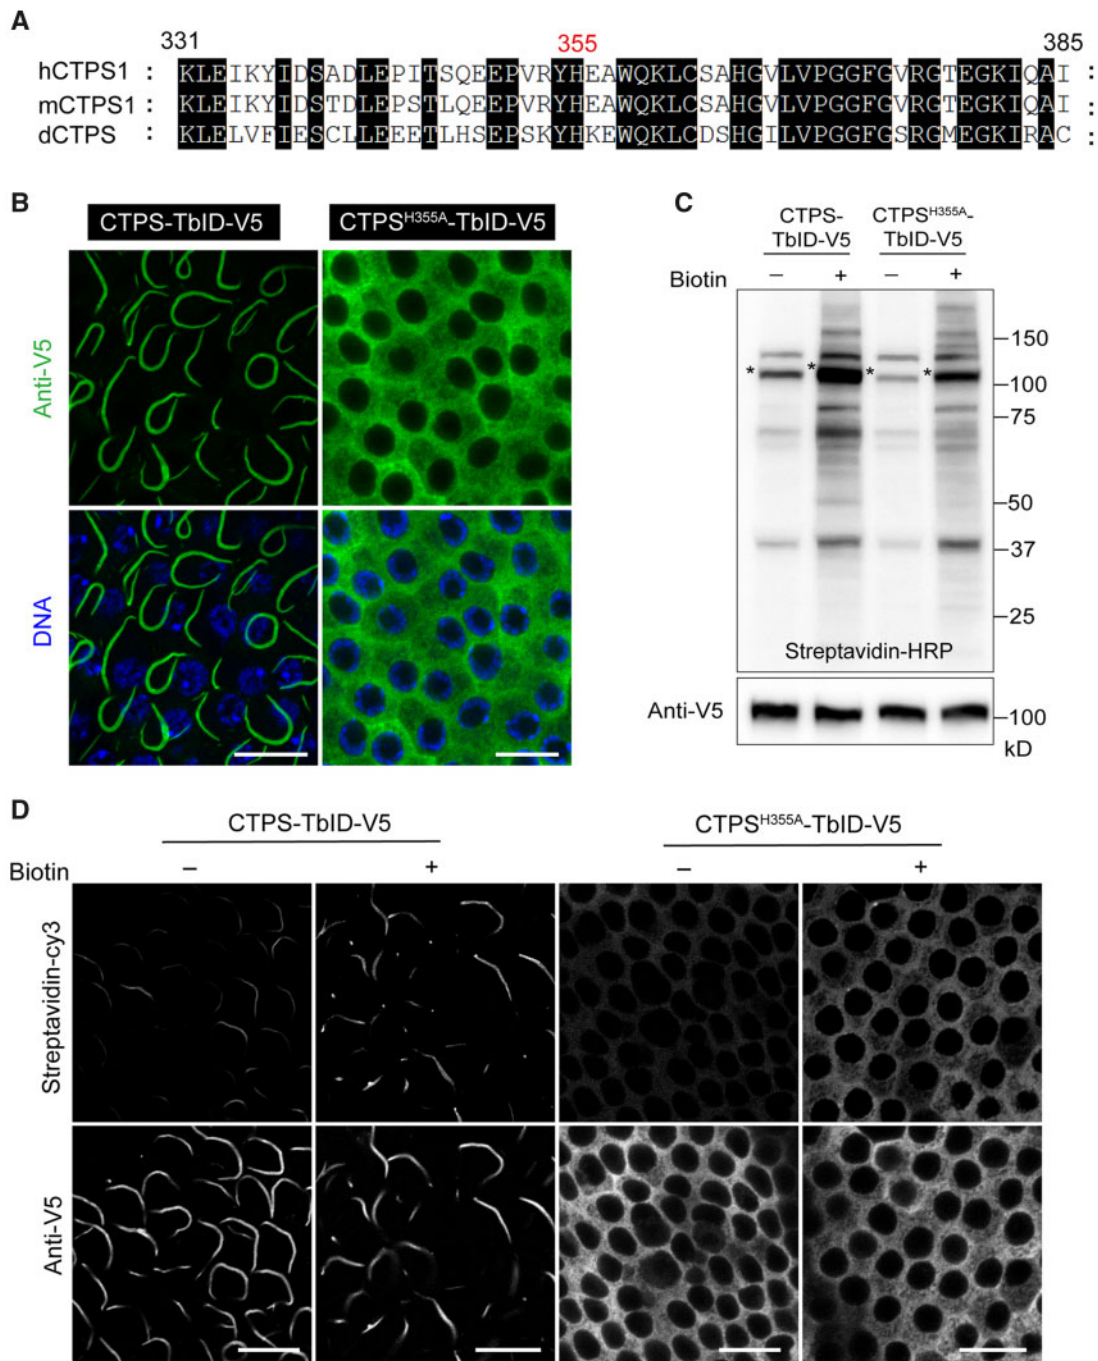 A
331 355 385
hCTPS1 : KLEIKYIDSADLEPITSQEEPVRYHEAWQKLCSAHGVLVPGGFGVRGTEGKIQAI :
mCTPS1 : KLEIKYIDSTDLEPSTLQEEPVRYHEAWQKLCSAHGVLVPGGFGVRGTEGKIQAI :
dCTPS : KLELVFIESCLLEEETLHSEPSKYHKEWQKLCDSHGILVPGGFGSRGMEGKIRAC :
B
CTPS-TbID-V5 CTPSH355A-TbID-V5
Anti-V5
DNA
C
CTPS-
TbID-V5
CTPSH355A-
TbID-V5
Biotin – + – +
* * * *
150
100
75
50
37
25
Streptavidin-HRP
Anti-V5
100
kD
D
CTPS-TbID-V5 CTPSH355A-TbID-V5
Biotin – + – +
Streptavidin-cy3
Anti-V5